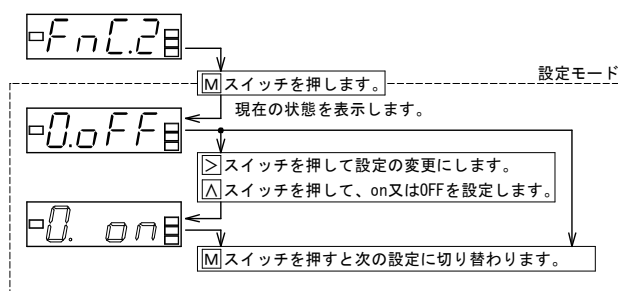 FnC.2
設定モード
Mスイッチを押します。
現在の状態を表示します。
0.oFF
>スイッチを押して設定の変更にします。
∧スイッチを押して、on又はOFFを設定します。
0. on
Mスイッチを押すと次の設定に切り替わります。